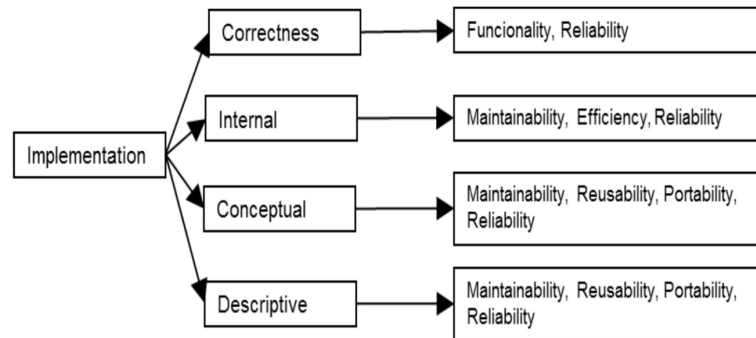 Correctness
Funcionality, Reliability
Internal
Maintainability, Efficiency, Reliability
Implementation
Conceptual
Maintainability, Reusability, Portability,
Reliability
Descriptive
Maintainability, Reusability, Portability,
Reliability